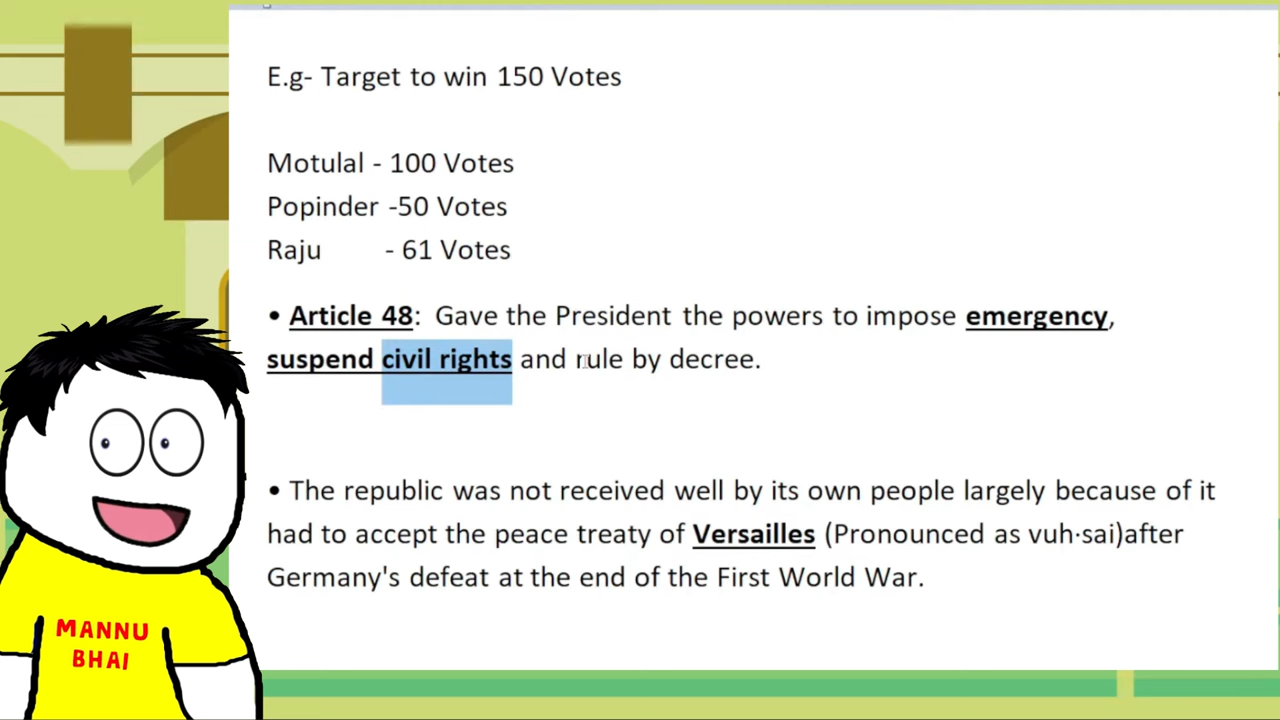 E.g- Target to win 150 Votes
Motulal - 100 Votes
Popinder -50 Votes
Raju - 61 Votes
• Article 48: Gave the President the powers to impose emergency,
suspend civil rights and rule by decree.
• The republic was not received well by its own people largely because of it
had to accept the peace treaty of Versailles (Pronounced as vuh·sai)after
Germany's defeat at the end of the First World War.
MANNU
BHAI